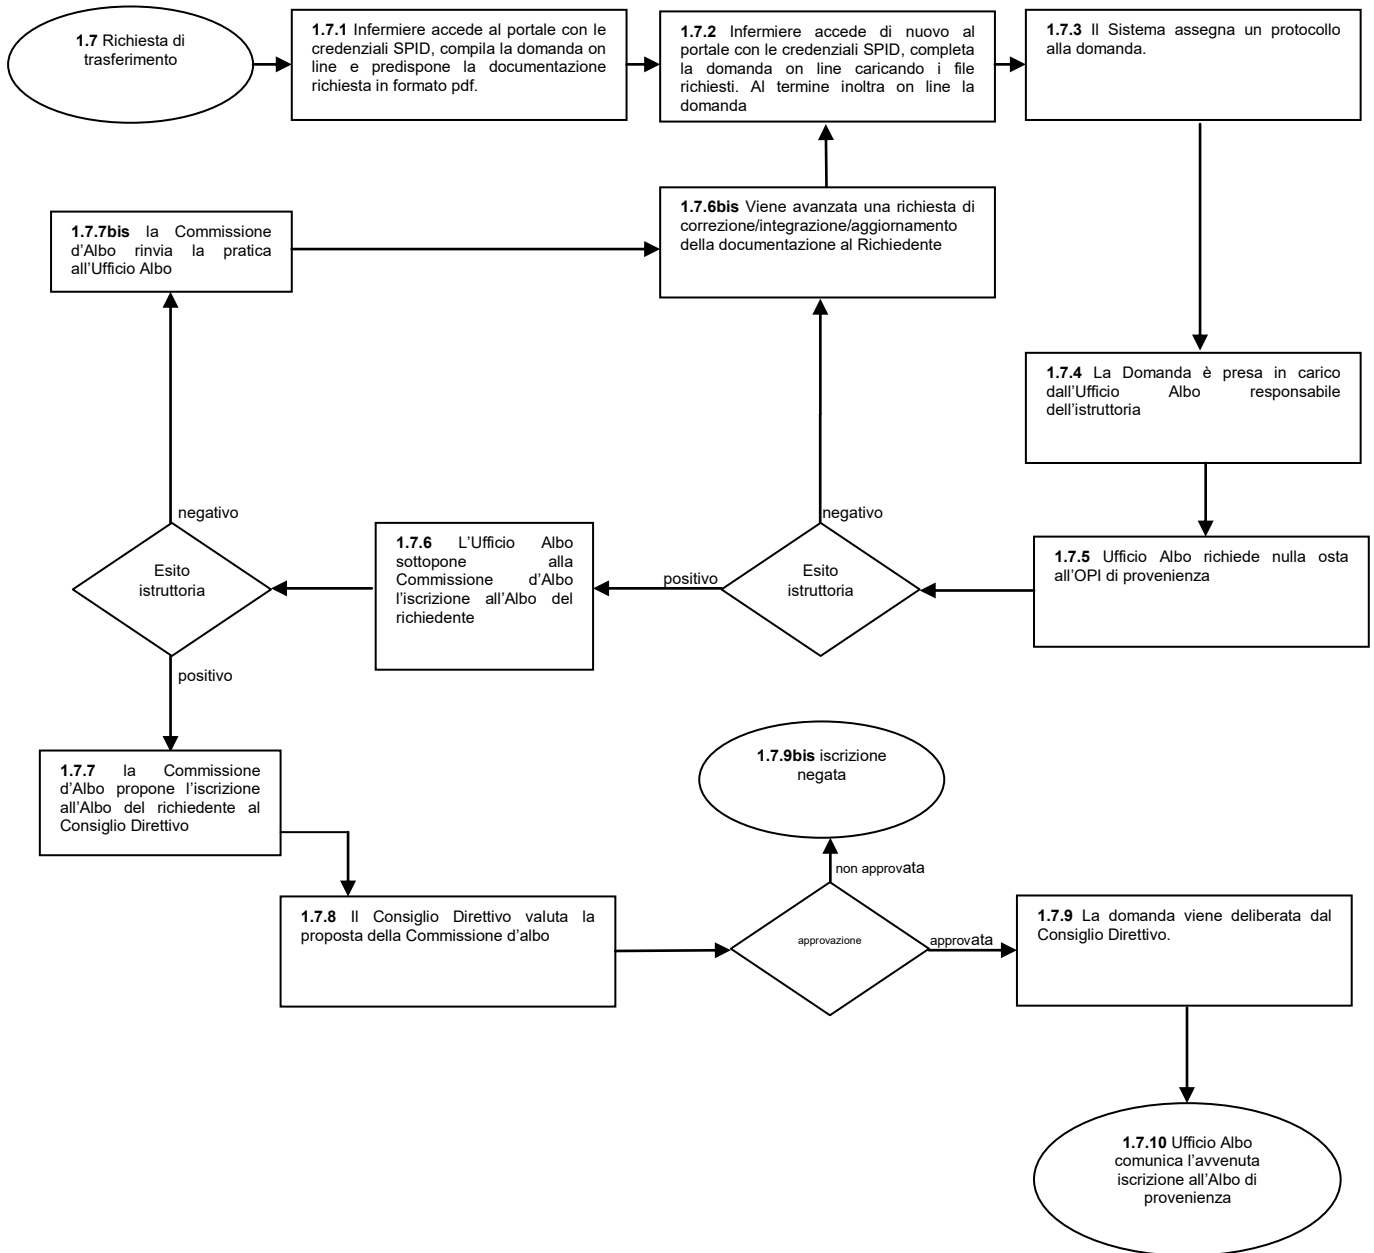 1.7 Richiesta di
trasferimento
1.7.1 Infermiere accede al portale con le
credenziali SPID, compila la domanda on
line e predispone la documentazione
richiesta in formato pdf.
1.7.2 Infermiere accede di nuovo al
portale con le credenziali SPID, completa
la domanda on line caricando i file
richiesti. Al termine inoltra on line la
domanda
1.7.3 Il Sistema assegna un protocollo
alla domanda.
1.7.7bis la Commissione
d'Albo rinvia la pratica
all'Ufficio Albo
1.7.6bis Viene avanzata una richiesta di
correzione/integrazione/aggiornamento
della documentazione al Richiedente
1.7.4 La Domanda è presa in carico
dall'Ufficio Albo responsabile
dell'istruttoria
negativo
negativo
Esito
istruttoria
1.7.6 L'Ufficio Albo
sottopone alla
Commissione d'Albo
l'iscrizione all'Albo del
richiedente
positivo
Esito
istruttoria
1.7.5 Ufficio Albo richiede nulla osta
all'OPI di provenienza
positivo
1.7.7 la Commissione
d'Albo propone l'iscrizione
all'Albo del richiedente al
Consiglio Direttivo
1.7.9bis iscrizione
negata
non approvata
1.7.8 Il Consiglio Direttivo valuta la
proposta della Commissione d'albo
approvazione
approvata
1.7.9 La domanda viene deliberata dal
Consiglio Direttivo.
1.7.10 Ufficio Albo
comunica l'avvenuta
iscrizione all'Albo di
provenienza